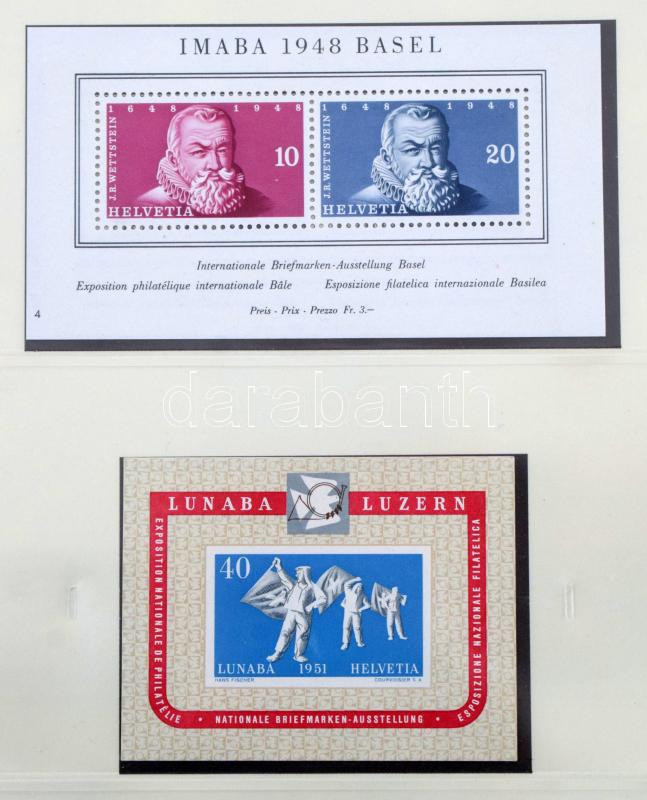 IMABA 1948 BASEL
1648 1948
J.R. WETTSTEIN
10
HELVETIA
1648 1948
J.R. WETTSTEIN
20
HELVETIA
Internationale Briefmarken-Ausstellung Basel
Exposition philatélique internationale Bâle Esposizione filatelica internazionale Basilea
Preis - Prix - Prezzo Fr. 3.—
4
darabanth
LUNABA LUZERN
EXPOSITION NATIONALE DE PHILATÉLIE
40
LUNABA 1951 HELVETIA
HANS FISCHER COURVOISIER S A
• NATIONALE BRIEFMARKEN-AUSSTELLUNG •
ESPOSIZIONE NAZIONALE FILATELICA